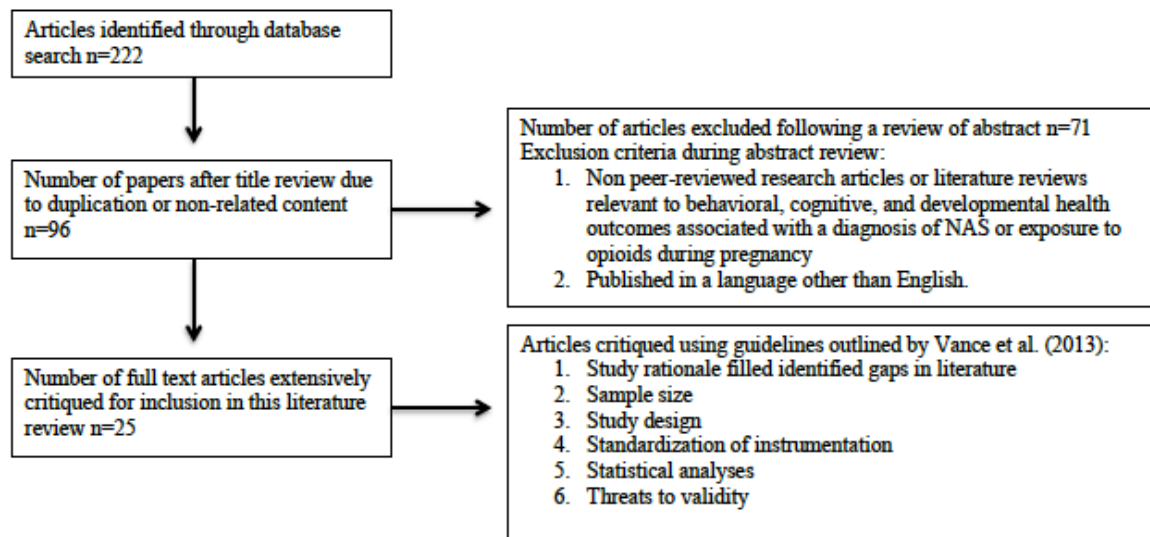 Articles identified through database
search n=222
Number of articles excluded following a review of abstract n=71
Exclusion criteria during abstract review:
1. Non peer-reviewed research articles or literature reviews
relevant to behavioral, cognitive, and developmental health
outcomes associated with a diagnosis of NAS or exposure to
opioids during pregnancy
2. Published in a language other than English.
Number of papers after title review due
to duplication or non-related content
n=96
Articles critiqued using guidelines outlined by Vance et al. (2013):
1. Study rationale filled identified gaps in literature
2. Sample size
3. Study design
4. Standardization of instrumentation
5. Statistical analyses
6. Threats to validity
Number of full text articles extensively
critiqued for inclusion in this literature
review n=25